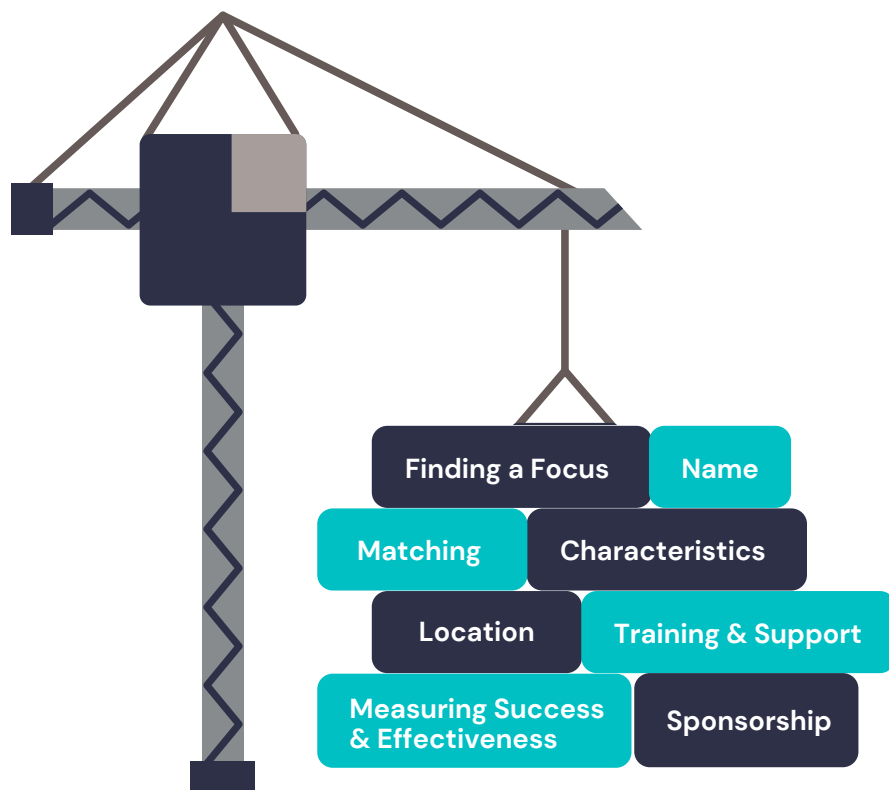 Finding a Focus
Name
Matching
Characteristics
Location
Training & Support
Measuring Success
& Effectiveness
Sponsorship